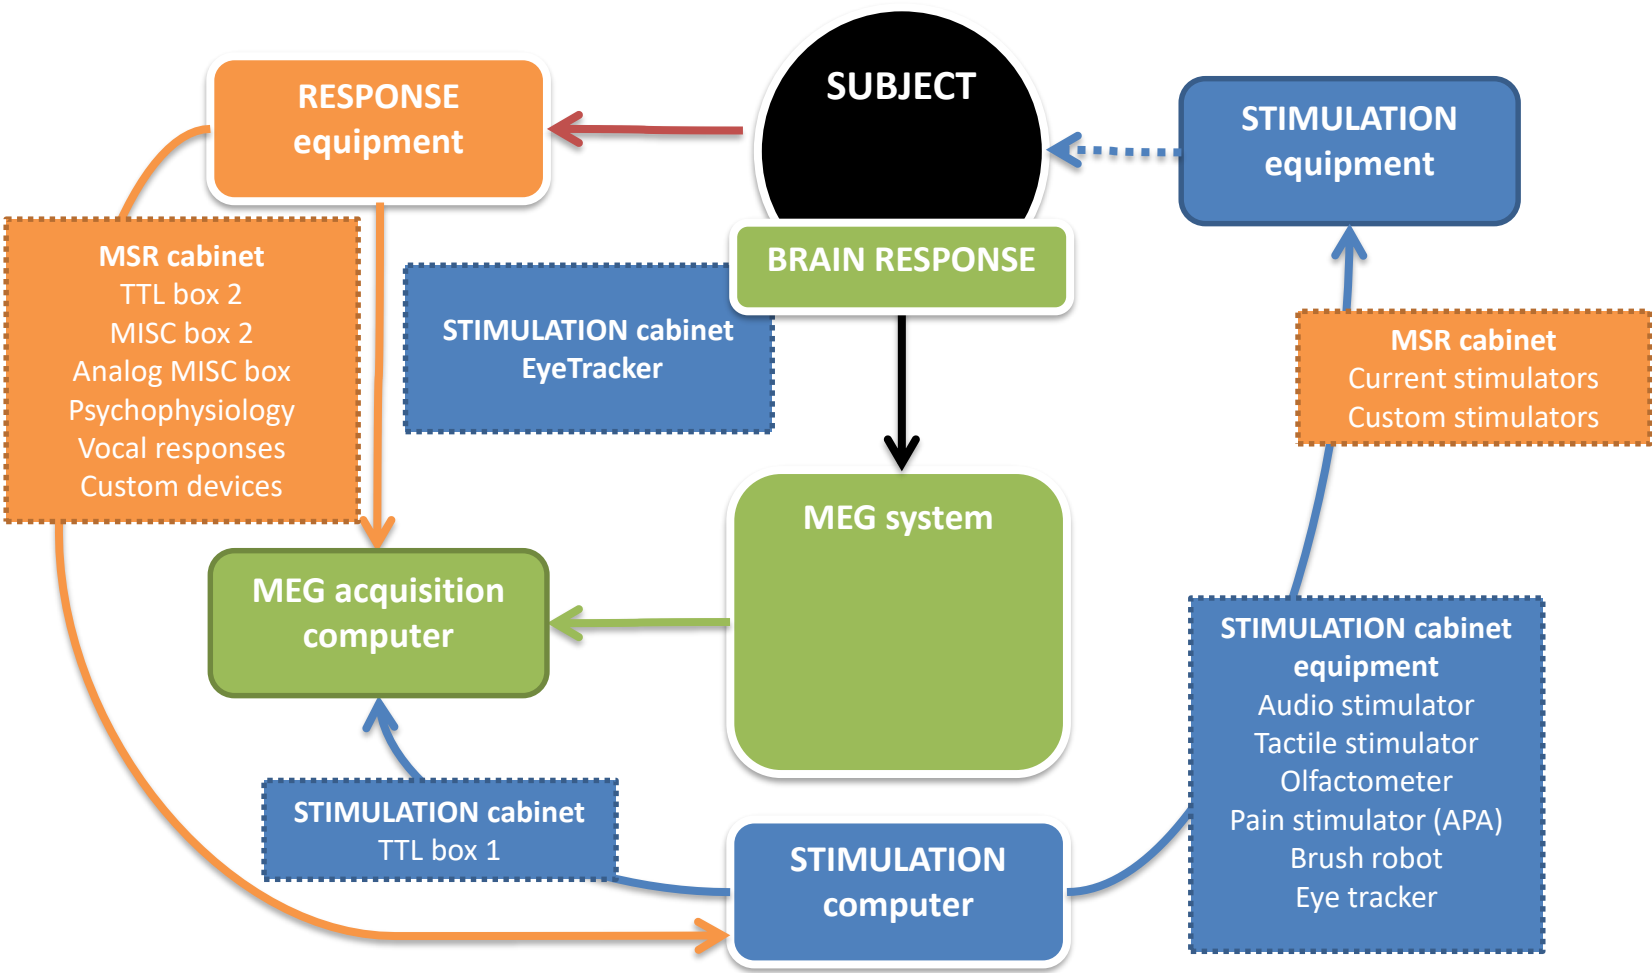 SUBJECT
RESPONSE
equipment
STIMULATION
equipment
MSR cabinet
TTL box 2
MISC box 2
Analog MISC box
Psychophysiology
Vocal responses
Custom devices
BRAIN RESPONSE
STIMULATION cabinet
EyeTracker
MSR cabinet
Current stimulators
Custom stimulators
MEG system
MEG acquisition
computer
STIMULATION cabinet
equipment
Audio stimulator
Tactile stimulator
Olfactometer
Pain stimulator (APA)
Brush robot
Eye tracker
STIMULATION cabinet
TTL box 1
STIMULATION
computer